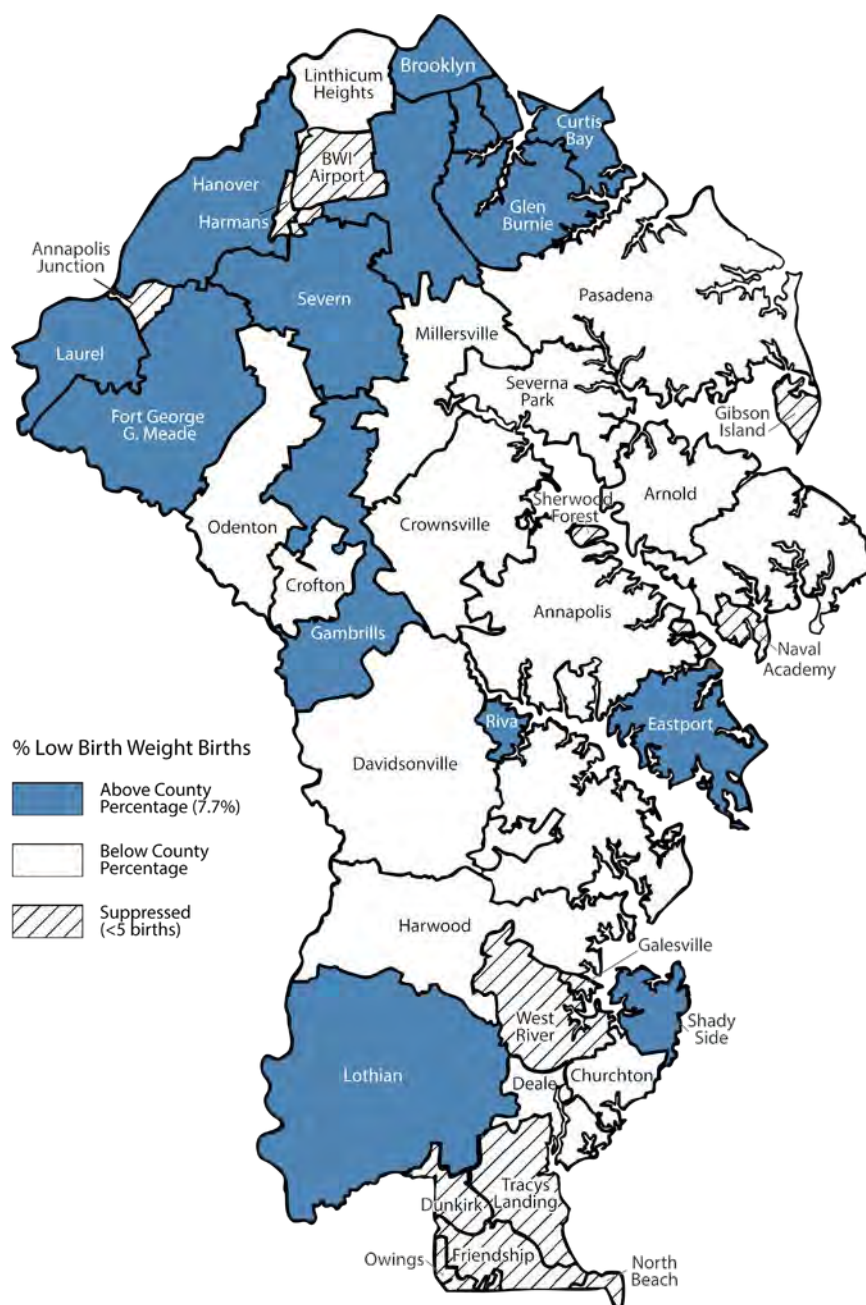 Linthicum
Heights
Brooklyn
Curtis
Bay
BWI
Airport
Hanover
Harmans
Glen
Burnie
Annapolis
Junction
Severn
Pasadena
Millersville
Laurel
Severna
Park
Fort George
G. Meade
Gibson
Island
Sherwood
Forest
Arnold
Odenton
Crownsville
Crofton
Annapolis
Gambrills
Naval
Academy
Riva
Eastport
% Low Birth Weight Births
Davidsonville
Above County
Percentage (7.7%)
Below County
Percentage
Suppressed
(<5 births)
Harwood
Galesville
West
River
Shady
Side
Lothian
Deale
Churchton
Tracys
Landing
Dunkirk
Owings
Friendship
North
Beach